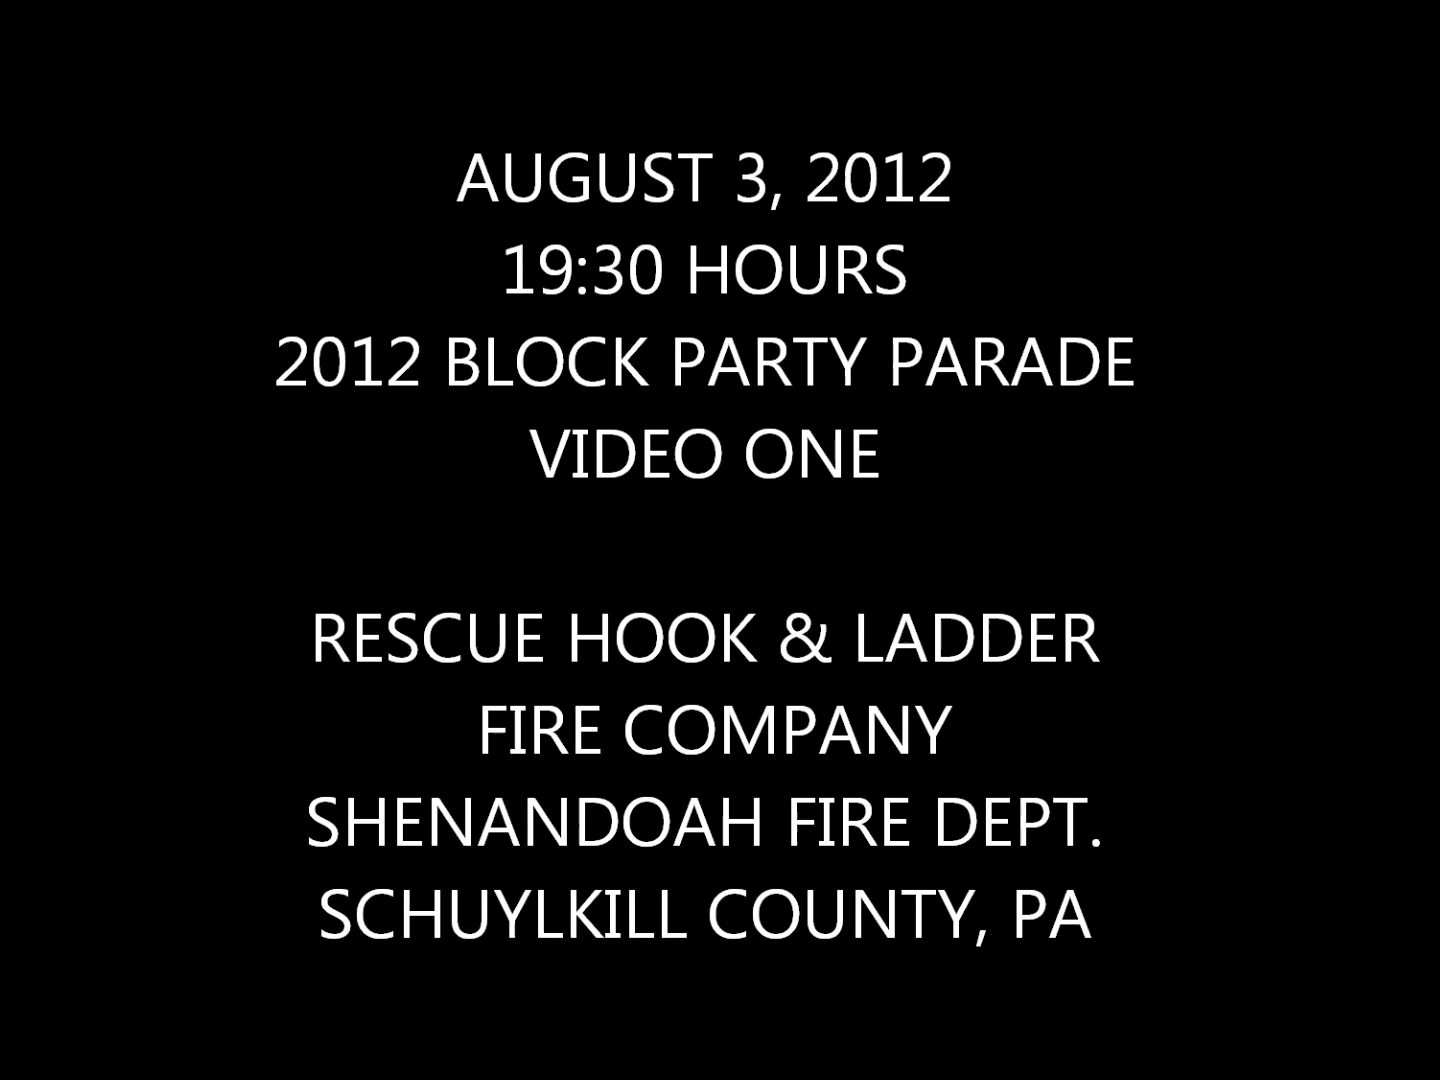 AUGUST 3, 2012
19:30 HOURS
2012 BLOCK PARTY PARADE
VIDEO ONE
RESCUE HOOK & LADDER
FIRE COMPANY
SHENANDOAH FIRE DEPT.
SCHUYLKILL COUNTY, PA